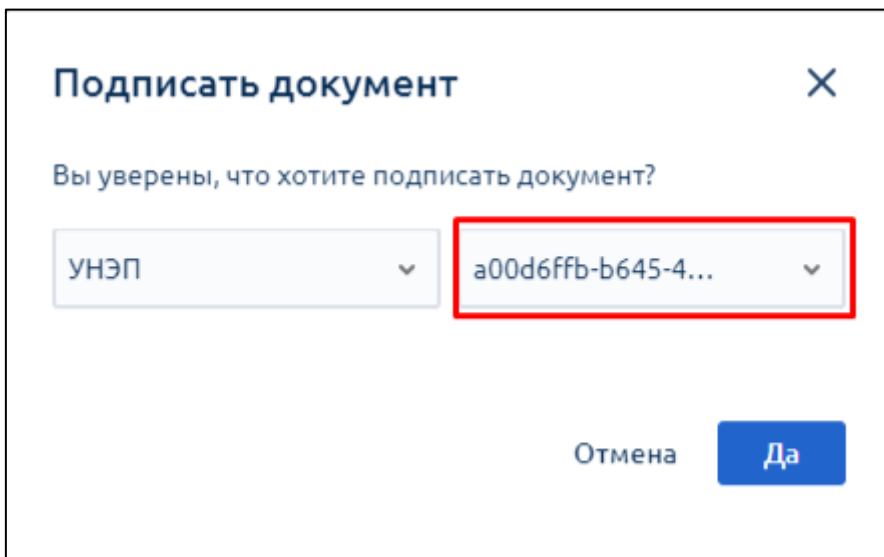 Подписать документ
Вы уверены, что хотите подписать документ?
УНЭП a00d6ffb-b645-4...
Отмена Да